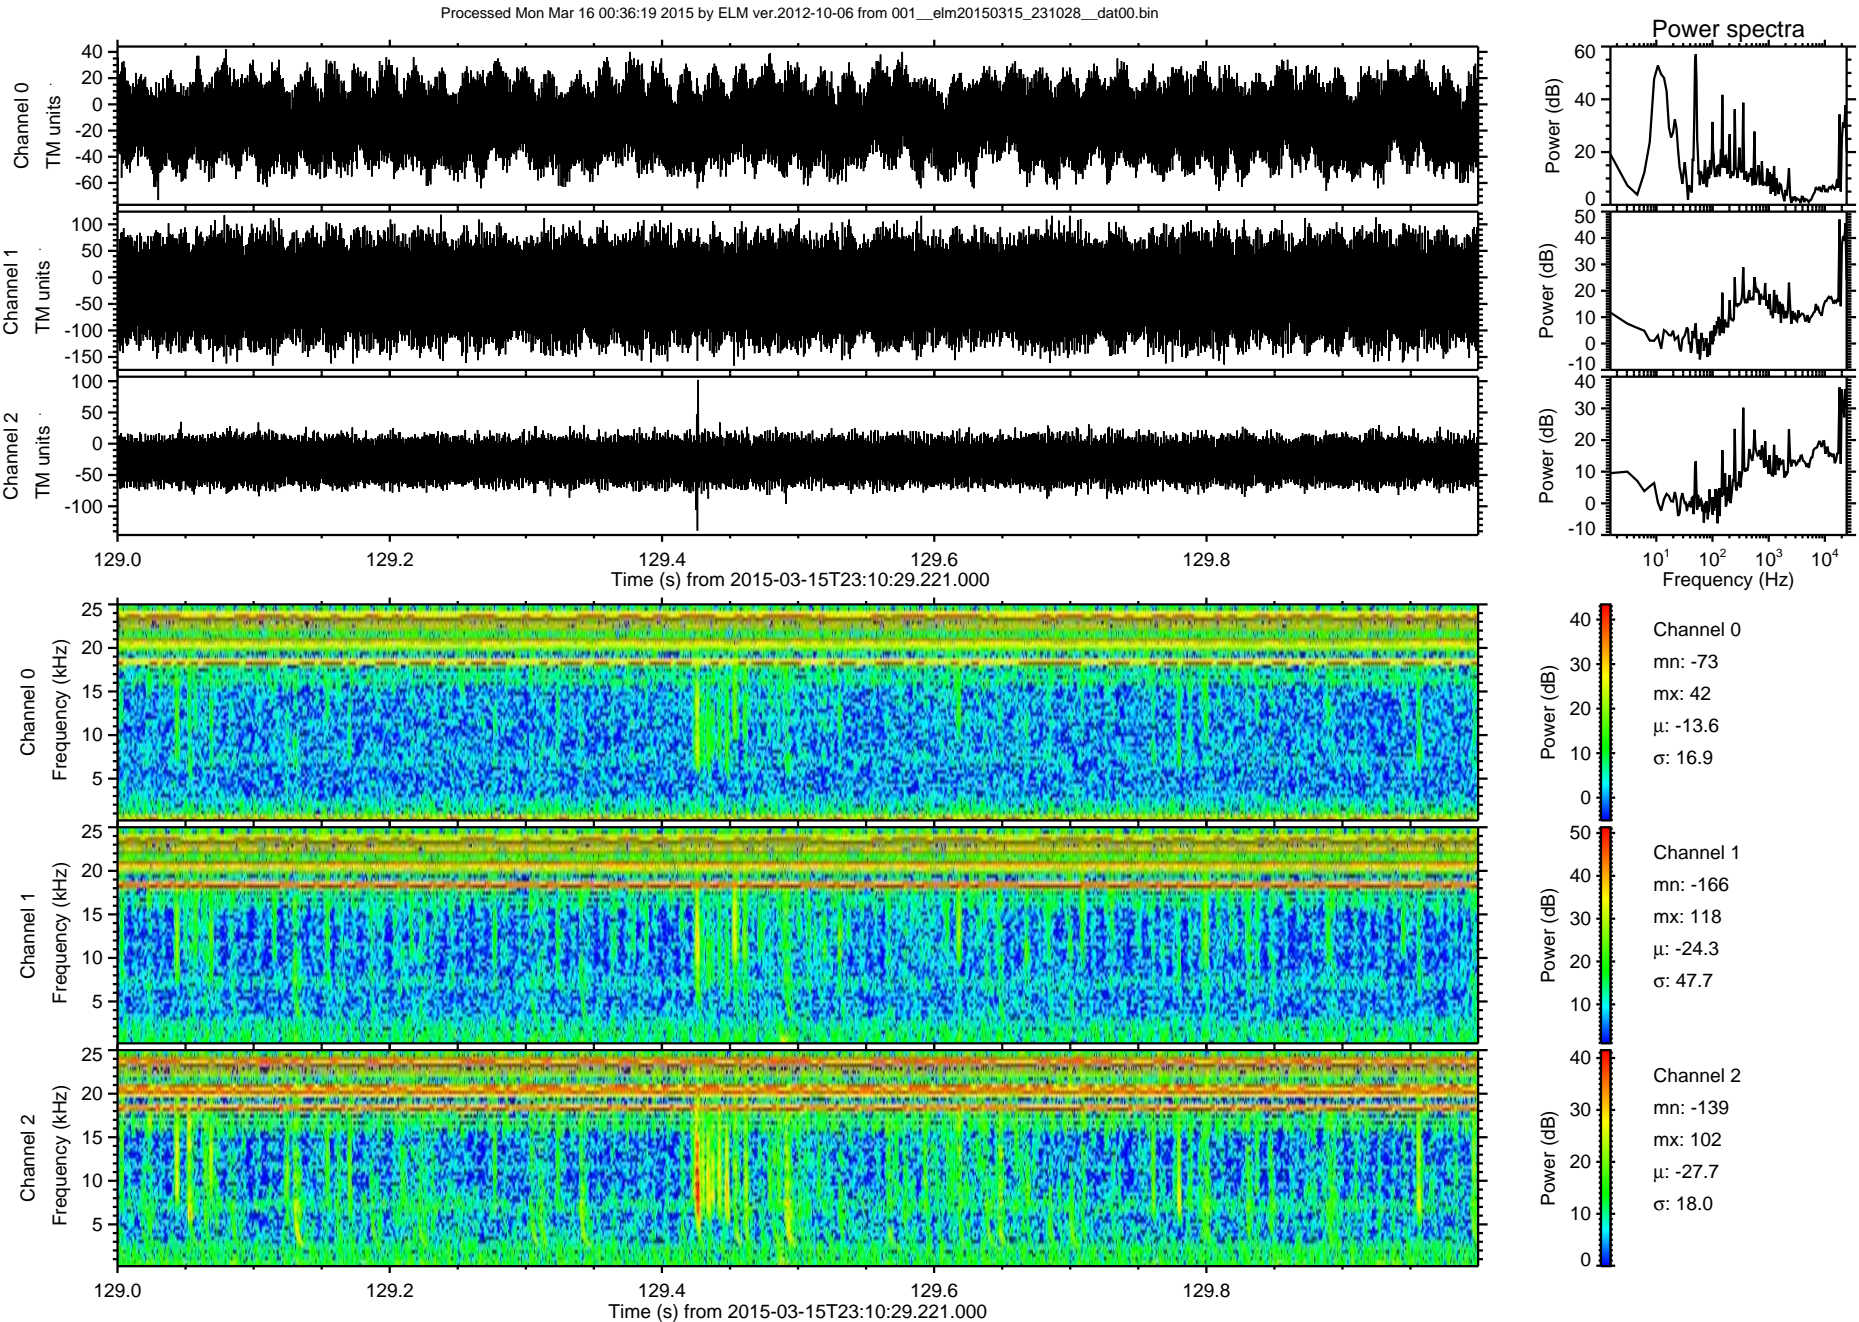 Processed Mon Mar 16 00:36:19 2015 by ELM ver.2012-10-06 from 001__elm20150315_231028__dat00.bin
Power spectra
Channel 0
TM units
40
20
0
-20
-40
-60
Power (dB)
60
40
20
0
Channel 1
TM units
100
50
0
-50
-100
-150
Power (dB)
50
40
30
20
10
0
-10
Channel 2
TM units
100
50
0
-50
-100
Power (dB)
40
30
20
10
0
-10
129.0 129.2 129.4 129.6 129.8
Time (s) from 2015-03-15T23:10:29.221.000
10^1 10^2 10^3 10^4
Frequency (Hz)
Channel 0
Frequency (kHz)
25
20
15
10
5
Power (dB)
40
30
20
10
0
Channel 0
mn: -73
mx: 42
μ: -13.6
σ: 16.9
Channel 1
Frequency (kHz)
25
20
15
10
5
Power (dB)
50
40
30
20
10
Channel 1
mn: -166
mx: 118
μ: -24.3
σ: 47.7
Channel 2
Frequency (kHz)
25
20
15
10
5
Power (dB)
40
30
20
10
0
Channel 2
mn: -139
mx: 102
μ: -27.7
σ: 18.0
129.0 129.2 129.4 129.6 129.8
Time (s) from 2015-03-15T23:10:29.221.000